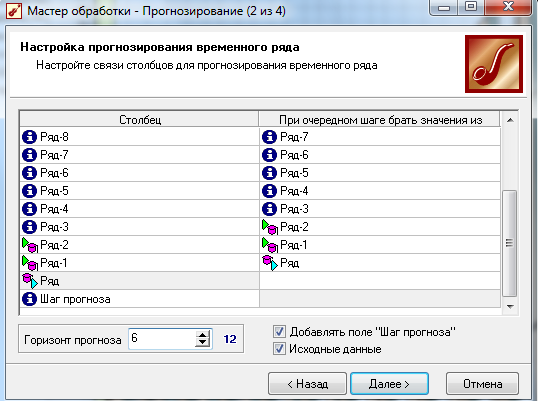 Мастер обработки - Прогнозирование (2 из 4)
Настройка прогнозирования временного ряда
Настройте связи столбцов для прогнозирования временного ряда
Столбец При очередном шаге брать значения из
Ряд-8 Ряд-7
Ряд-7 Ряд-6
Ряд-6 Ряд-5
Ряд-5 Ряд-4
Ряд-4 Ряд-3
Ряд-3 Ряд-2
Ряд-2 Ряд-1
Ряд-1 Ряд
Ряд
Шаг прогноза
Горизонт прогноза 6 12
Добавлять поле "Шаг прогноза"
Исходные данные
< Назад Далее > Отмена